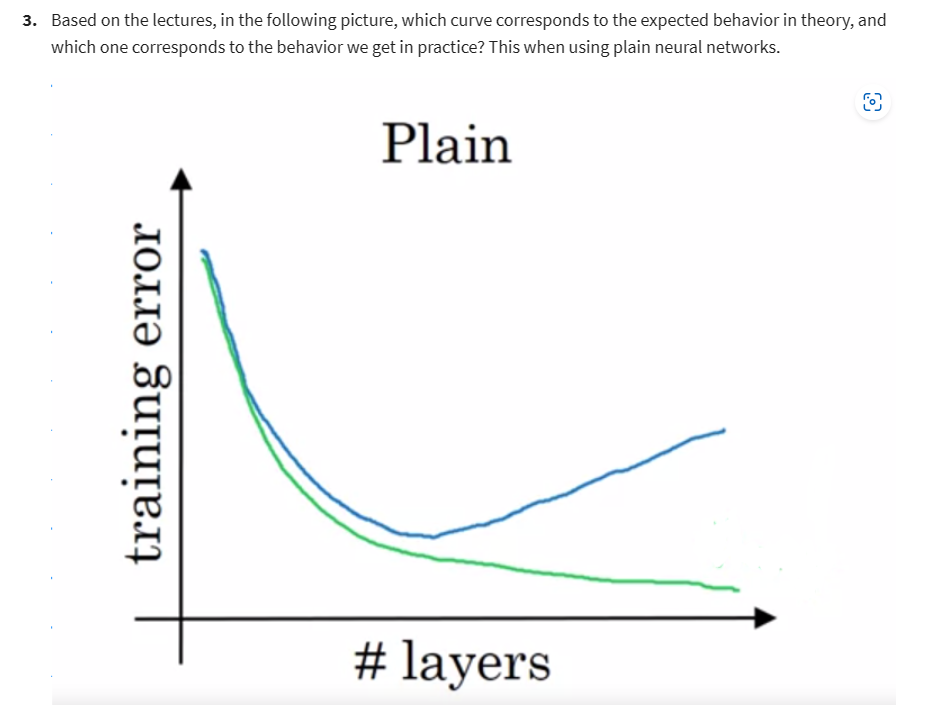 3. Based on the lectures, in the following picture, which curve corresponds to the expected behavior in theory, and
which one corresponds to the behavior we get in practice? This when using plain neural networks.
Plain
training error
# layers